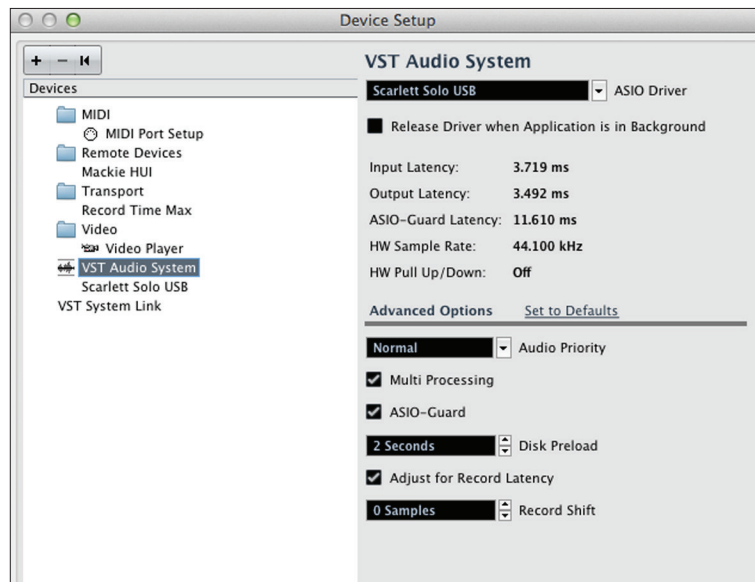 Device Setup
Devices
MIDI
MIDI Port Setup
Remote Devices
Mackie HUI
Transport
Record Time Max
Video
Video Player
VST Audio System
Scarlett Solo USB
VST System Link
VST Audio System
Scarlett Solo USB ASIO Driver
Release Driver when Application is in Background
Input Latency: 3.719 ms
Output Latency: 3.492 ms
ASIO-Guard Latency: 11.610 ms
HW Sample Rate: 44.100 kHz
HW Pull Up/Down: Off
Advanced Options Set to Defaults
Normal Audio Priority
Multi Processing
ASIO-Guard
2 Seconds Disk Preload
Adjust for Record Latency
0 Samples Record Shift